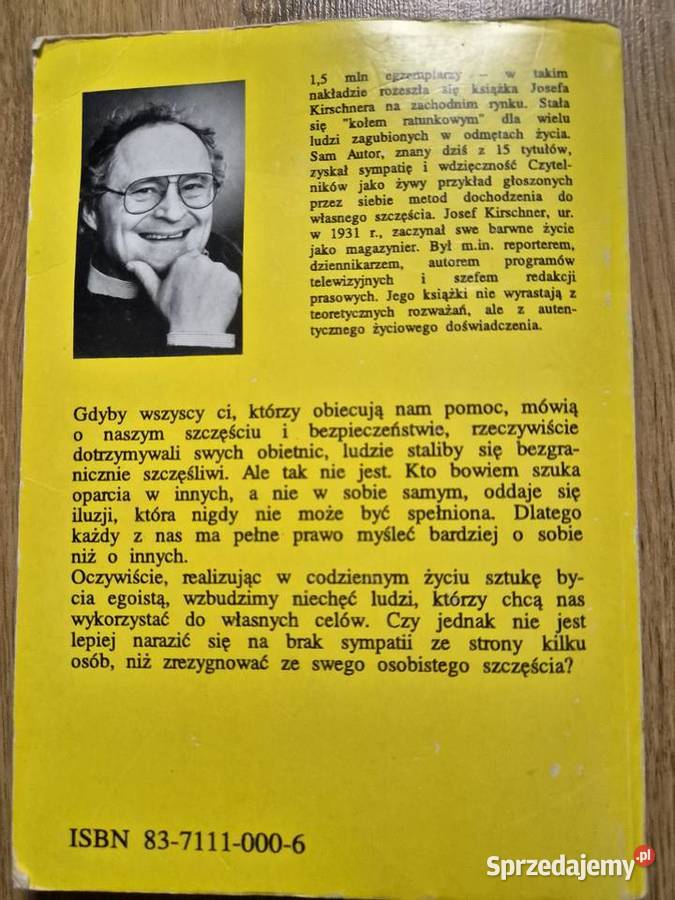 1,5 mln egzemplarzy – w takim
nakładzie rozeszła się książka Josefa
Kirschnera na zachodnim rynku. Stała
się "kołem ratunkowym" dla wielu
ludzi zagubionych w odmętach życia.
Sam Autor, znany dziś z 15 tytułów,
zyskał sympatię i wdzięczność Czytel-
ników jako żywy przykład głoszonych
przez siebie metod dochodzenia do
własnego szczęścia. Josef Kirschner, ur.
w 1931 r., zaczynał swe barwne życie
jako magazynier. Był m.in. reporterem,
dziennikarzem, autorem programów
telewizyjnych i szefem redakcji
prasowych. Jego książki nie wyrastają z
teoretycznych rozważań, ale z auten-
tycznego życiowego doświadczenia.
Gdyby wszyscy ci, którzy obiecują nam pomoc, mówią
o naszym szczęściu i bezpieczeństwie, rzeczywiście
dotrzymywali swych obietnic, ludzie staliby się bezgra-
nicznie szczęśliwi. Ale tak nie jest. Kto bowiem szuka
oparcia w innych, a nie w sobie samym, oddaje się
iluzji, która nigdy nie może być spełniona. Dlatego
każdy z nas ma pełne prawo myśleć bardziej o sobie
niż o innych.
Oczywiście, realizując w codziennym życiu sztukę by-
cia egoistą, wzbudzimy niechęć ludzi, którzy chcą nas
wykorzystać do własnych celów. Czy jednak nie jest
lepiej narazić się na brak sympatii ze strony kilku
osób, niż zrezygnować ze swego osobistego szczęścia?
ISBN 83-7111-000-6
Sprzedajemy.pl